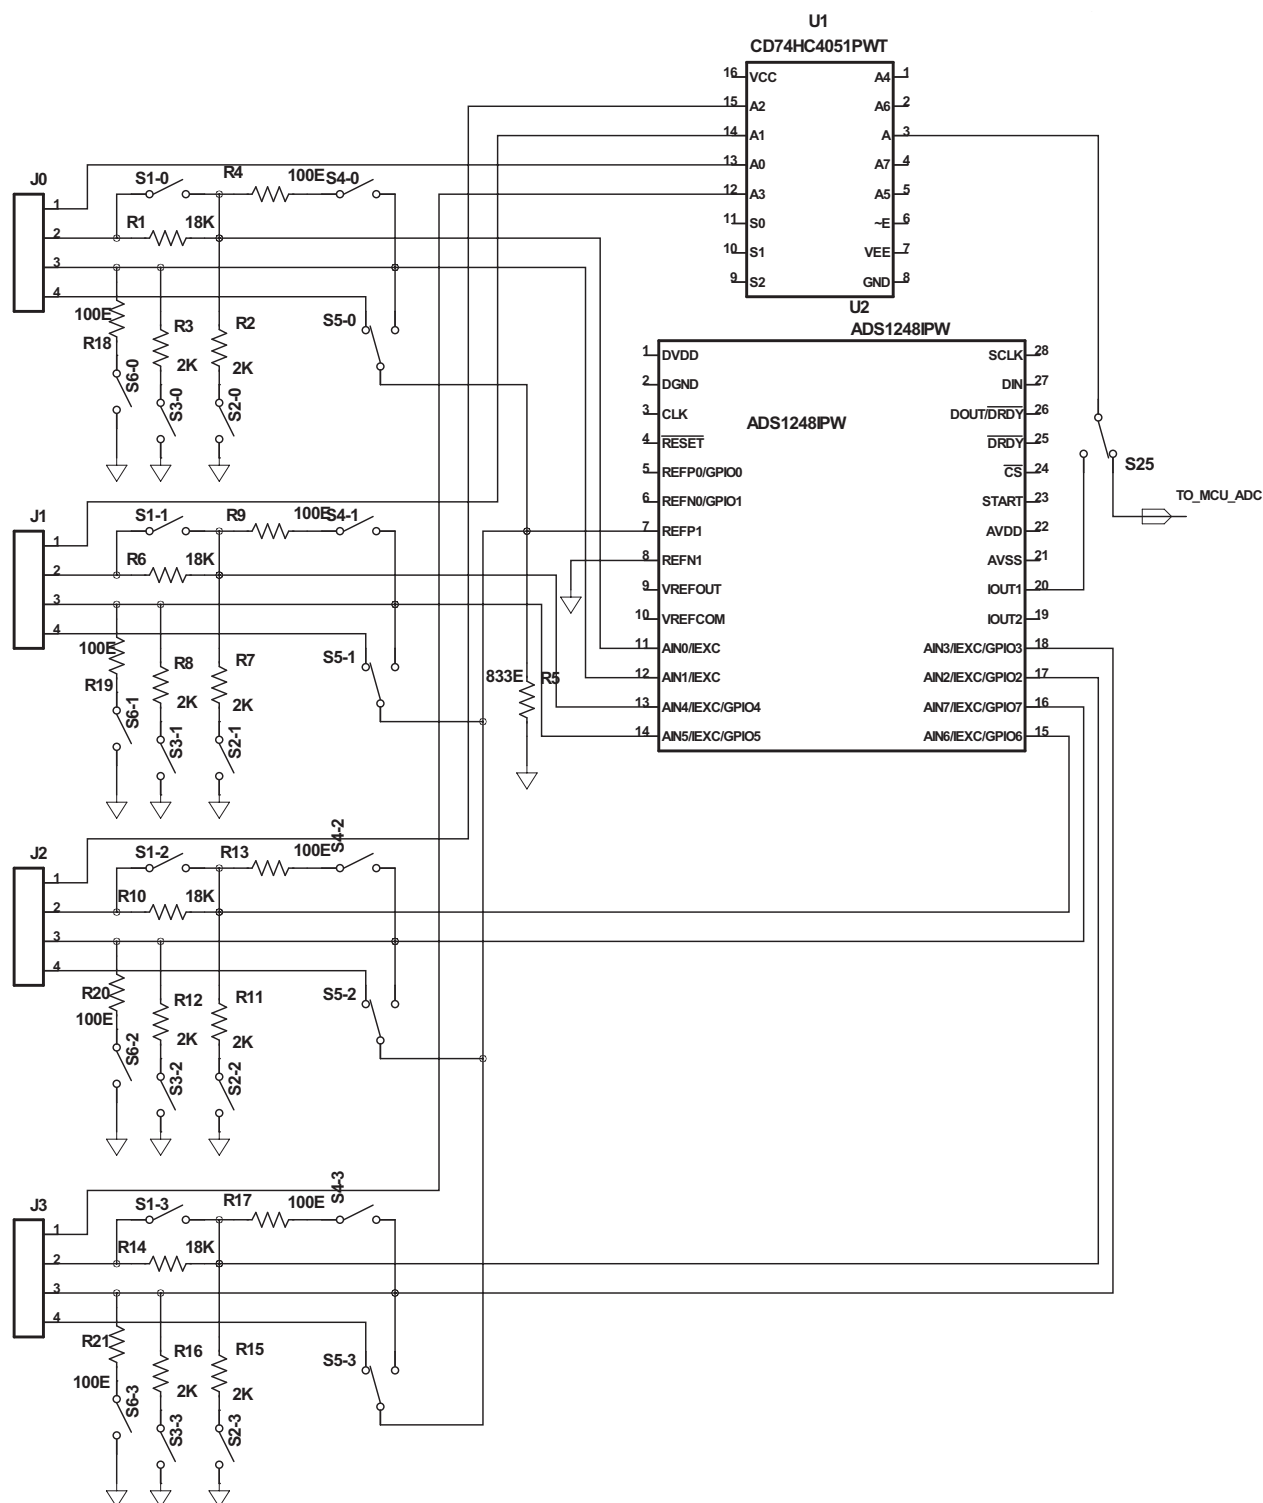 U1
CD74HC4051PWT
16 VCC A4 1
15 A2 A6 2
14 A1 A 3
13 A0 A7 4
12 A3 A5 5
11 S0 ~E 6
10 S1 VEE 7
9 S2 GND 8
U2
ADS1248IPW
ADS1248IPW
1 DVDD SCLK 28
2 DGND DIN 27
3 CLK DOUT/DRDY 26
4 RESET DRDY 25
5 REFP0/GPIO0 CS 24
6 REFN0/GPIO1 START 23
7 REFP1 AVDD 22
8 REFN1 AVSS 21
9 VREFOUT IOUT1 20
10 VREFCOM IOUT2 19
11 AIN0/IEXC AIN3/IEXC/GPIO3 18
12 AIN1/IEXC AIN2/IEXC/GPIO2 17
13 AIN4/IEXC/GPIO4 AIN7/IEXC/GPIO7 16
14 AIN5/IEXC/GPIO5 AIN6/IEXC/GPIO6 15
S25
TO_MCU_ADC
833E R5
J0
1
2
3
4
S1-0 R4 100E S4-0
R1 18K
100E
R18
R3
2K
R2
2K
S5-0
S6-0
S3-0
S2-0
J1
1
2
3
4
S1-1 R9 100E S4-1
R6 18K
100E
R19
R8
2K
R7
2K
S5-1
S6-1
S3-1
S2-1
J2
1
2
3
4
S1-2 R13 100E S4-2
R10 18K
R20
100E
R12
2K
R11
2K
S5-2
S6-2
S3-2
S2-2
J3
1
2
3
4
S1-3 R17 100E S4-3
R14 18K
R21
100E
R16
2K
R15
2K
S5-3
S6-3
S3-3
S2-3